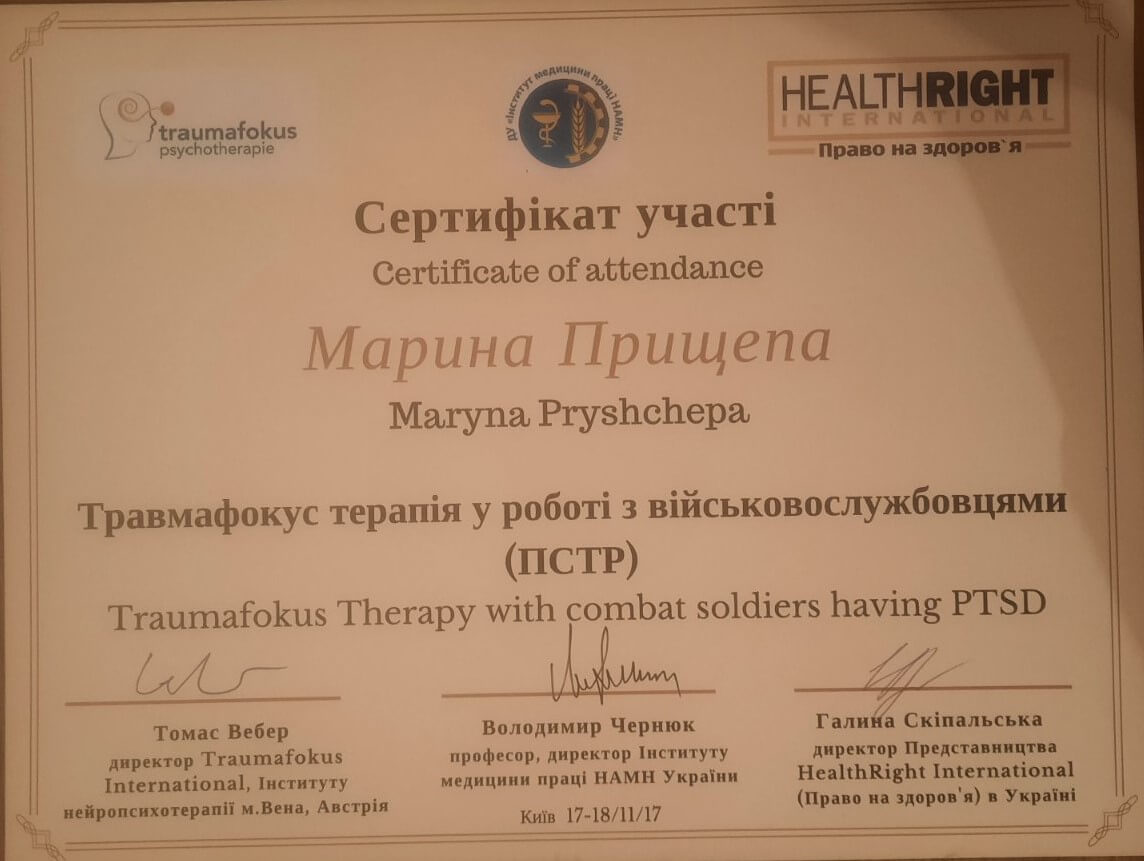 traumafokus
psychotherapie
ДУ «Інститут медицини праці НАМН»
HEALTHRIGHT
INTERNATIONAL
Право на здоров`я
Сертифікат участі
Certificate of attendance
Марина Прищепа
Maryna Pryshchepa
Травмафокус терапія у роботі з військовослужбовцями
(ПСТР)
Traumafokus Therapy with combat soldiers having PTSD
Томас Вебер
директор Traumafokus
International, Інституту
нейропсихотерапії м.Вена, Австрія
Володимир Чернюк
професор, директор Інституту
медицини праці НАМН України
Київ 17-18/11/17
Галина Скіпальська
директор Представництва
HealthRight International
(Право на здоров'я) в Україні